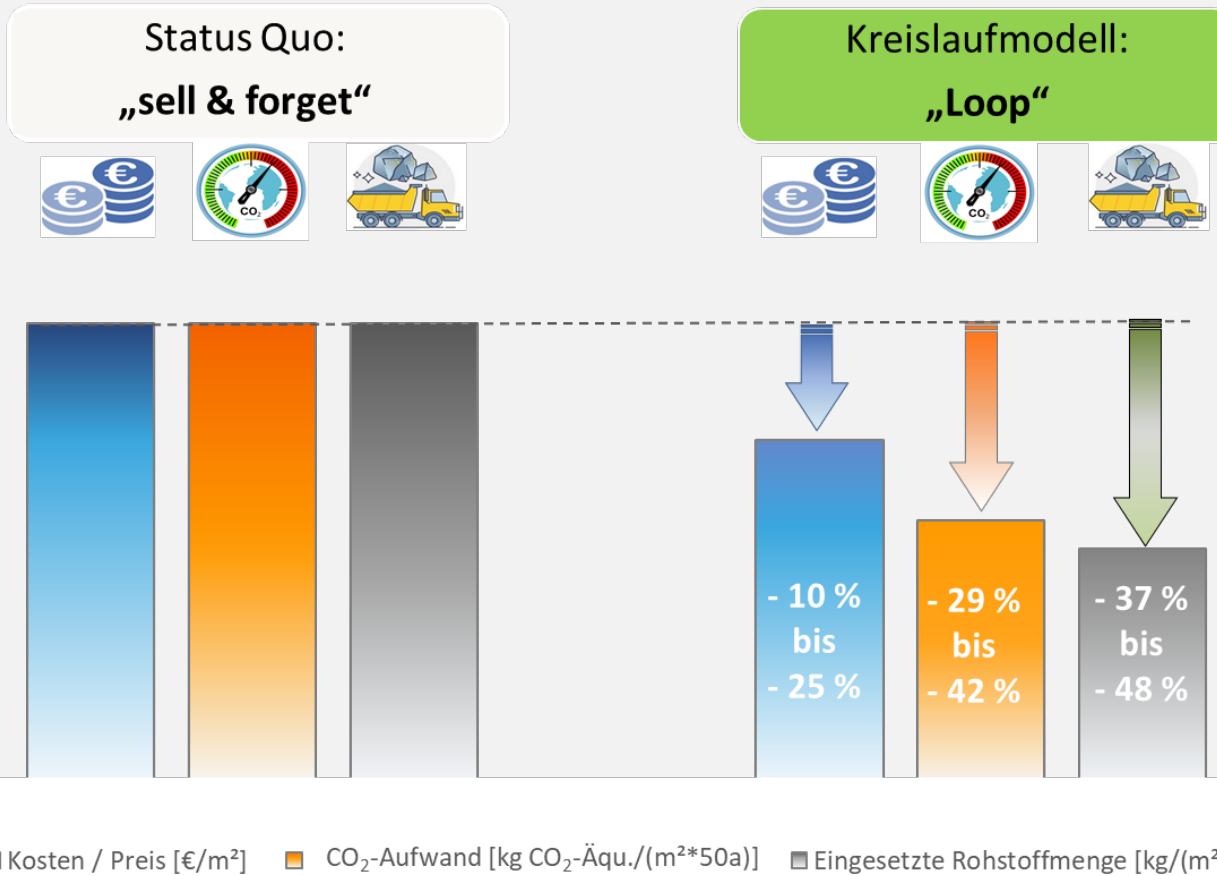 Status Quo:
„sell & forget“
Kreislaufmodell:
„Loop“
€
€
CO₂
€
€
CO₂
- 10 %
bis
- 25 %
- 29 %
bis
- 42 %
- 37 %
bis
- 48 %
Kosten / Preis [€/m²]
CO₂-Aufwand [kg CO₂-Äqu./(m²*50a)]
Eingesetzte Rohstoffmenge [kg/(m²